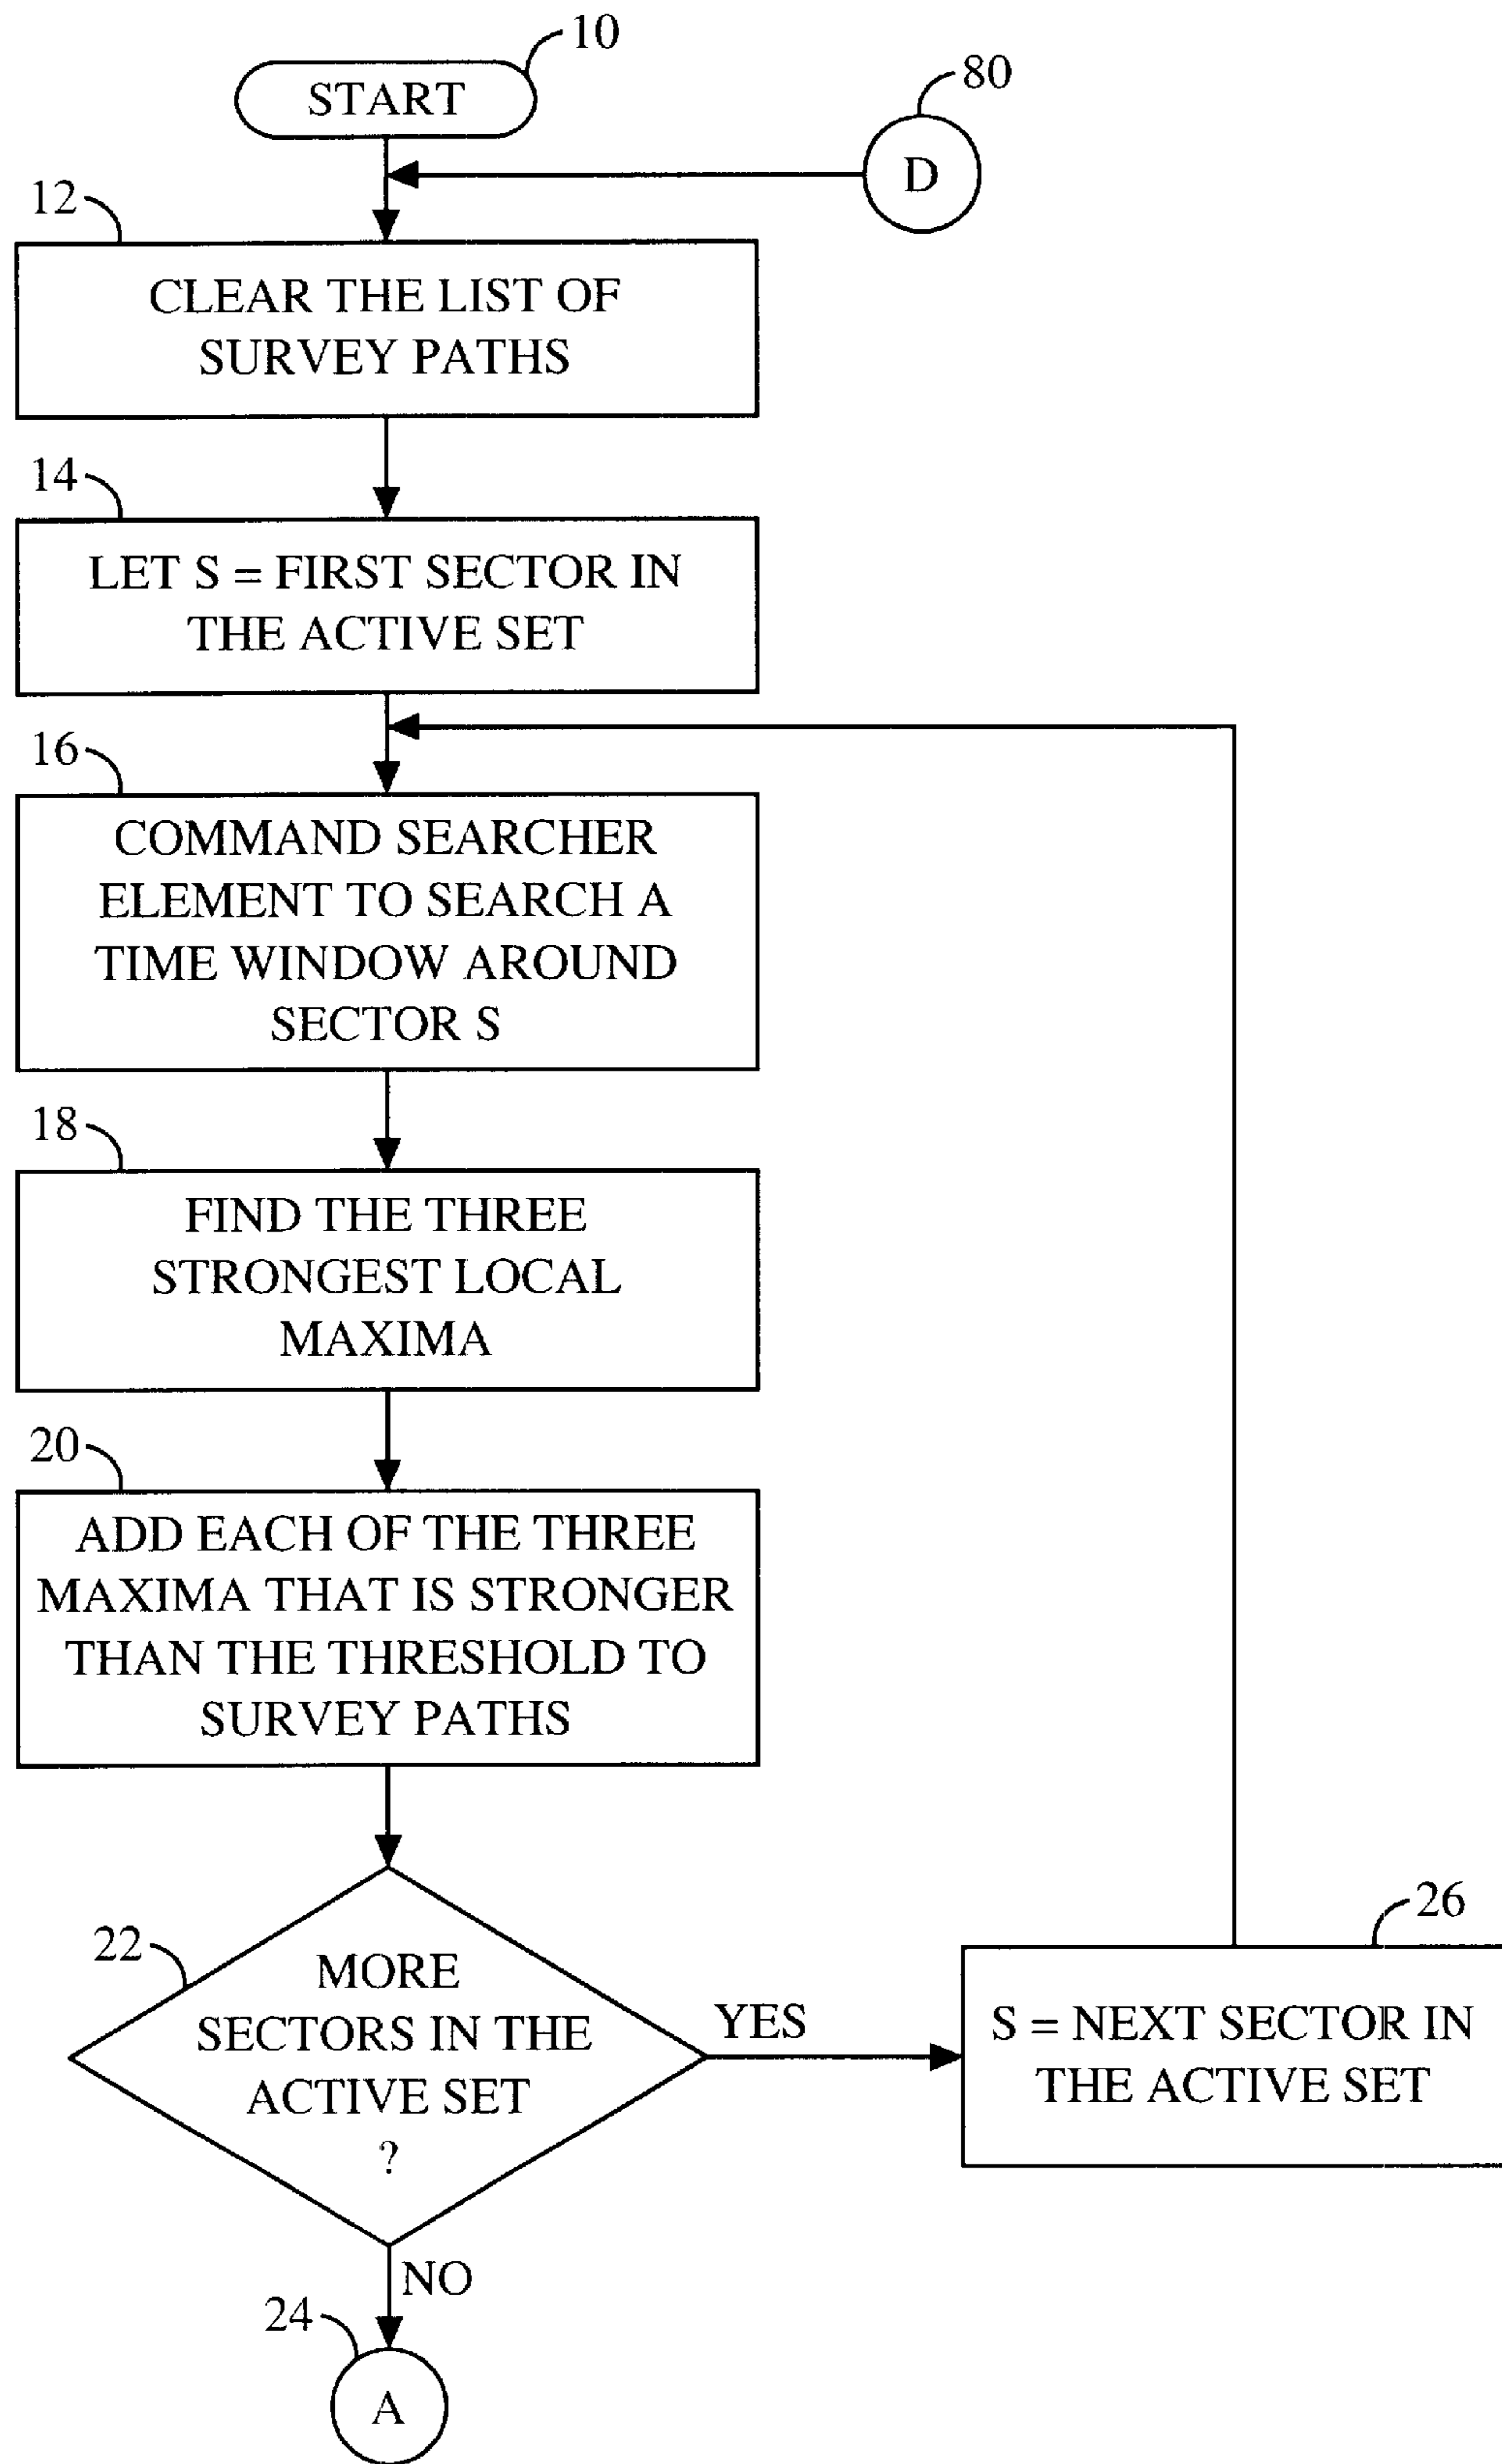 10
START
80
D
12
CLEAR THE LIST OF
SURVEY PATHS
14
LET S = FIRST SECTOR IN
THE ACTIVE SET
16
COMMAND SEARCHER
ELEMENT TO SEARCH A
TIME WINDOW AROUND
SECTOR S
18
FIND THE THREE
STRONGEST LOCAL
MAXIMA
20
ADD EACH OF THE THREE
MAXIMA THAT IS STRONGER
THAN THE THRESHOLD TO
SURVEY PATHS
22
MORE
SECTORS IN THE
ACTIVE SET
?
YES
26
S = NEXT SECTOR IN
THE ACTIVE SET
NO
24
A